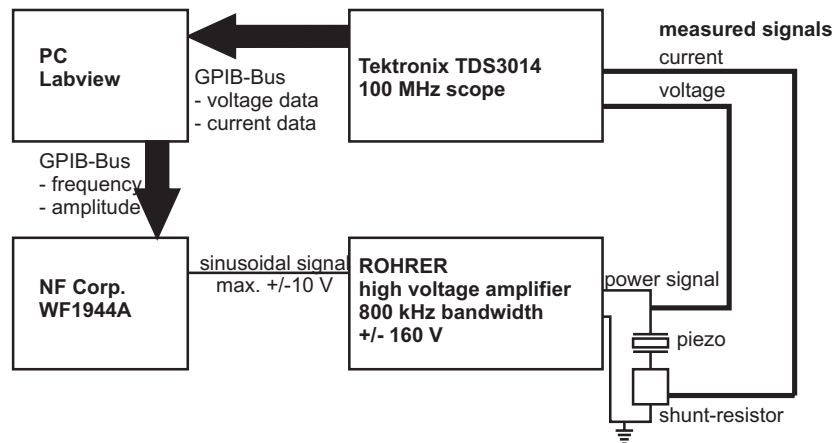 PC
Labview
GPIB-Bus
- voltage data
- current data
Tektronix TDS3014
100 MHz scope
measured signals
current
voltage
GPIB-Bus
- frequency
- amplitude
NF Corp.
WF1944A
sinusoidal signal
max. +/-10 V
ROHRER
high voltage amplifier
800 kHz bandwidth
+/- 160 V
power signal
piezo
shunt-resistor